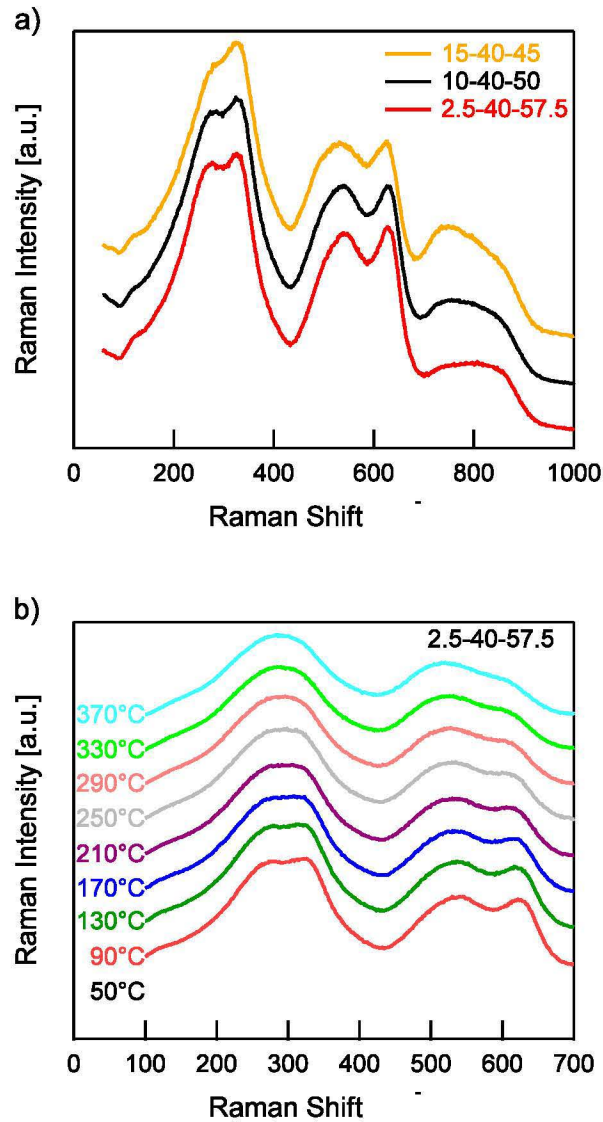 a)
15-40-45
10-40-50
2.5-40-57.5
Raman Intensity [a.u.]
0 200 400 600 800 1000
Raman Shift -
b)
2.5-40-57.5
370°C
330°C
290°C
250°C
210°C
170°C
130°C
90°C
50°C
Raman Intensity [a.u.]
0 100 200 300 400 500 600 700
Raman Shift -